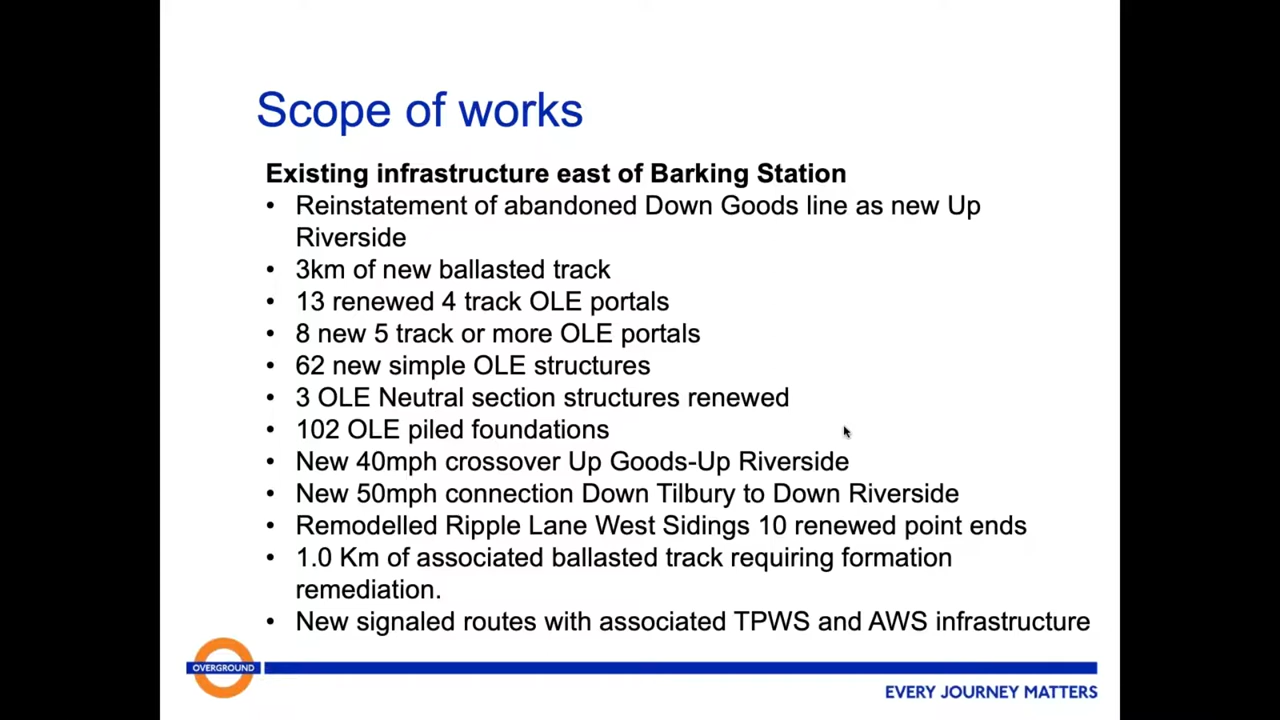 Scope of works
Existing infrastructure east of Barking Station
• Reinstatement of abandoned Down Goods line as new Up
Riverside
• 3km of new ballasted track
• 13 renewed 4 track OLE portals
• 8 new 5 track or more OLE portals
• 62 new simple OLE structures
• 3 OLE Neutral section structures renewed
• 102 OLE piled foundations
• New 40mph crossover Up Goods-Up Riverside
• New 50mph connection Down Tilbury to Down Riverside
• Remodelled Ripple Lane West Sidings 10 renewed point ends
• 1.0 Km of associated ballasted track requiring formation
remediation.
• New signaled routes with associated TPWS and AWS infrastructure
OVERGROUND
EVERY JOURNEY MATTERS